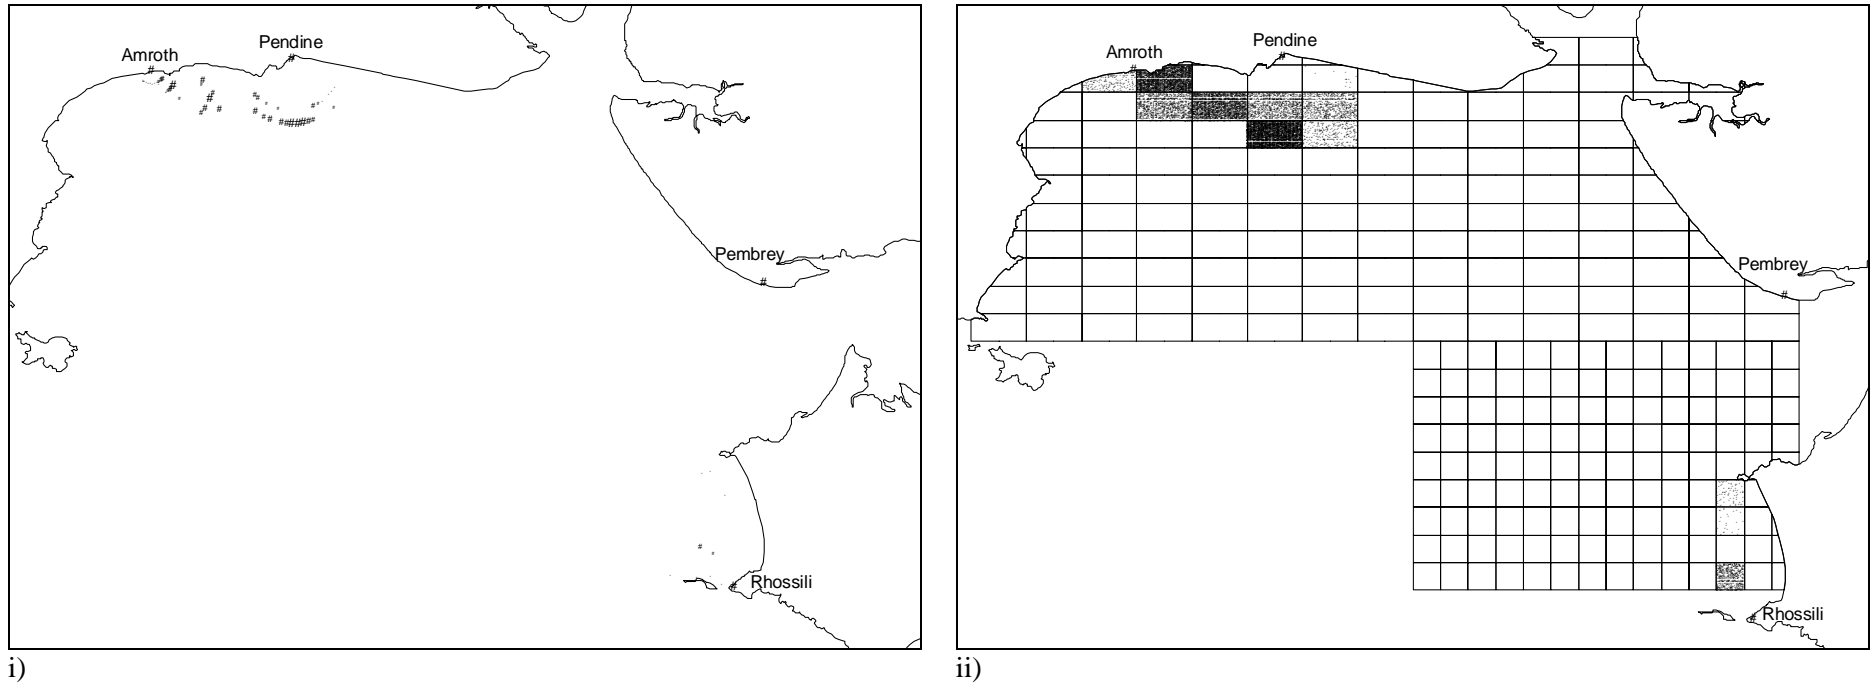 Amroth
Pendine
Pembrey
Rhossili
i)
Amroth
Pendine
Pembrey
Rhossili
ii)